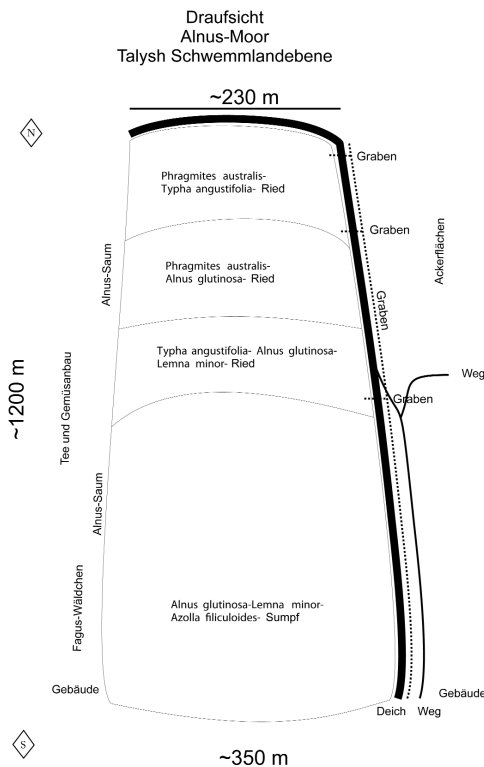 Draufsicht
Alnus-Moor
Talysh Schwemmlandebene
~230 m
N
Graben
Phragmites australis-
Typha angustifolia- Ried
Graben
Ackerflächen
Phragmites australis-
Alnus glutinosa- Ried
Alnus-Saum
Graben
Typha angustifolia- Alnus glutinosa-
Lemna minor- Ried
Weg
Graben
~1200 m
Tee und Gemüsanbau
Alnus-Saum
Fagus-Wäldchen
Alnus glutinosa-Lemna minor-
Azolla filiculoides- Sumpf
Gebäude
Gebäude
Deich
Weg
S
~350 m